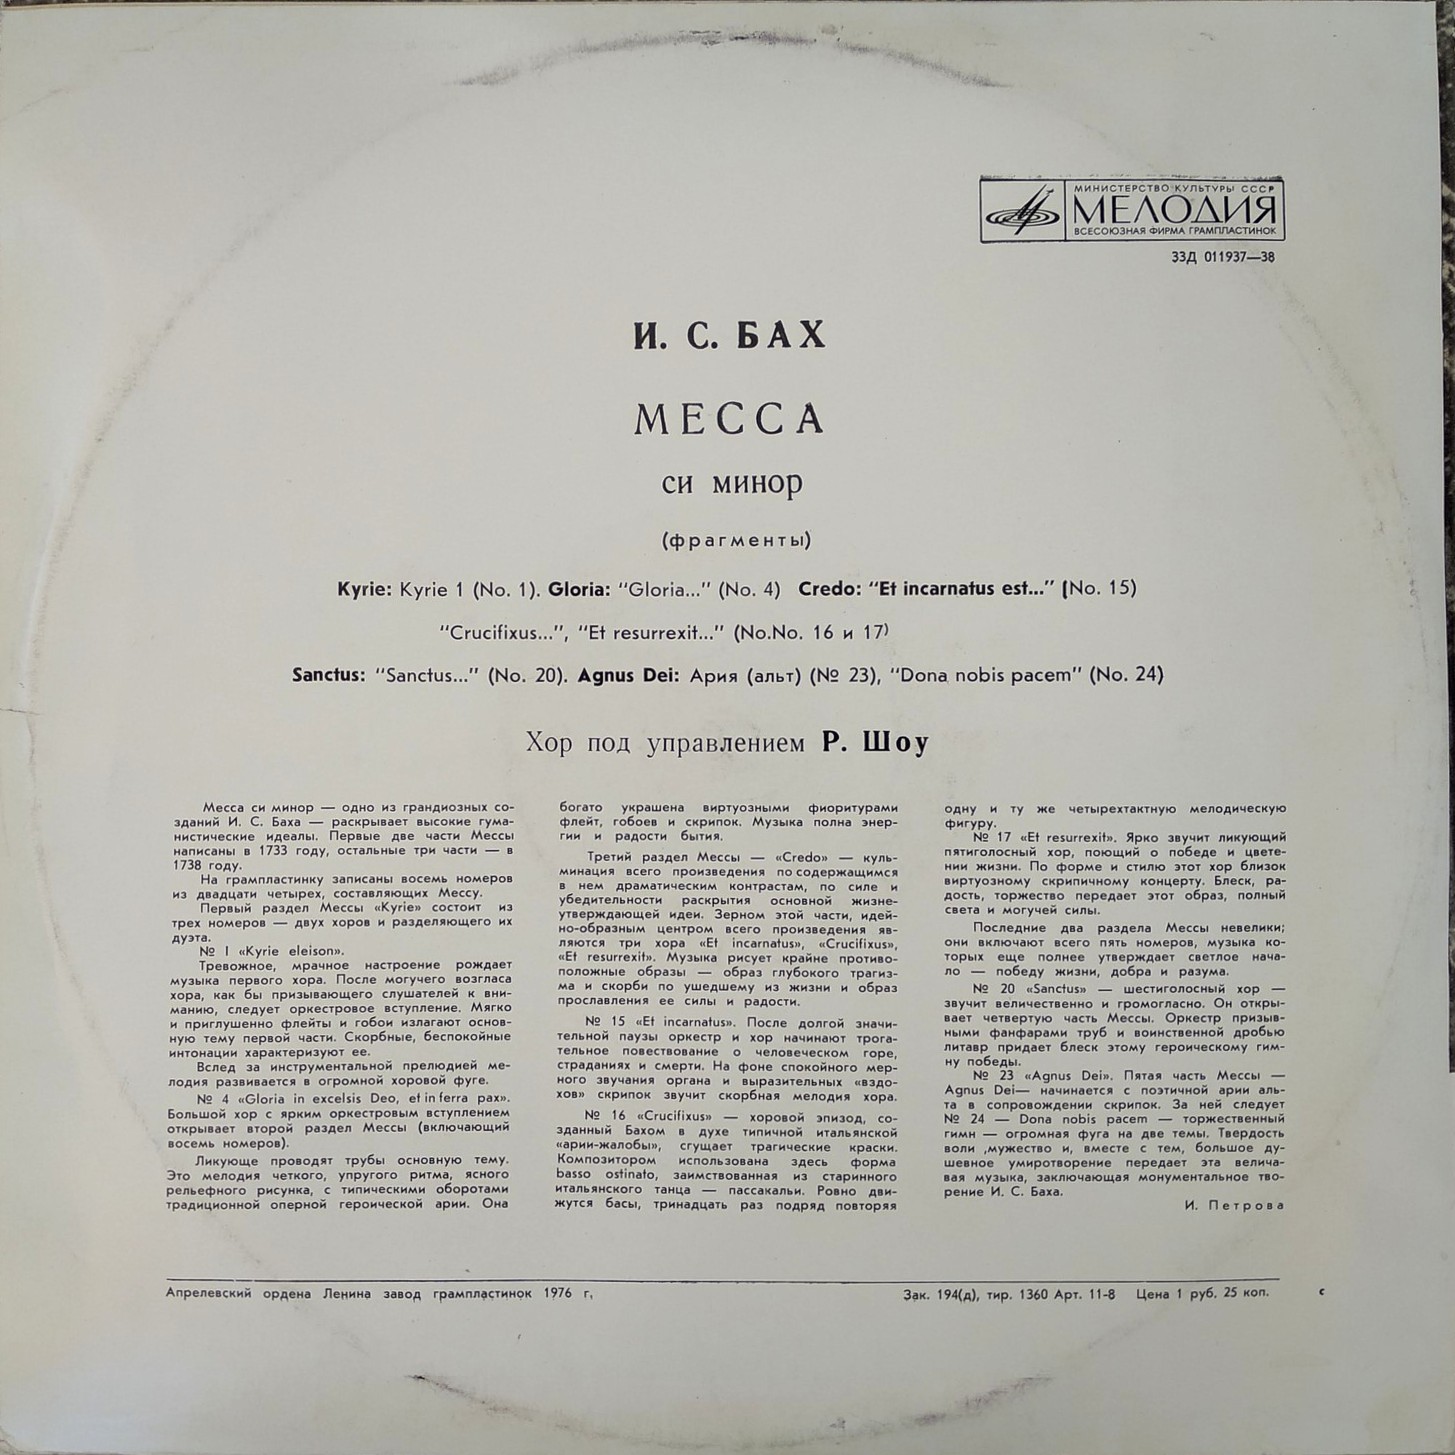 МИНИСТЕРСТВО КУЛЬТУРЫ СССР
МЕЛОДИЯ
ВСЕСОЮЗНАЯ ФИРМА ГРАМПЛАСТИНОК
33Д 011937—38
И. С. БАХ
МЕССА
си минор
(фрагменты)
Kyrie: Kyrie 1 (No. 1). Gloria: “Gloria...” (No. 4) Credo: “Et incarnatus est...” (No. 15)
“Crucifixus...”, “Et resurrexit...” (No.No. 16 и 17)
Sanctus: “Sanctus...” (No. 20). Agnus Dei: Ария (альт) (№ 23), “Dona nobis pacem” (No. 24)
Хор под управлением Р. Шоу
Месса си минор — одно из грандиозных со-
зданий И. С. Баха — раскрывает высокие гума-
нистические идеалы. Первые две части Мессы
написаны в 1733 году, остальные три части — в
1738 году.
На грампластинку записаны восемь номеров
из двадцати четырех, составляющих Мессу.
Первый раздел Мессы «Kyrie» состоит из
трех номеров — двух хоров и разделяющего их
дуэта.
№ I «Kyrie eleison».
Тревожное, мрачное настроение рождает
музыка первого хора. После могучего возгласа
хора, как бы призывающего слушателей к вни-
манию, следует оркестровое вступление. Мягко
и приглушенно флейты и гобои излагают основ-
ную тему первой части. Скорбные, беспокойные
интонации характеризуют ее.
Вслед за инструментальной прелюдией ме-
лодия развивается в огромной хоровой фуге.
№ 4 «Gloria in excelsis Deo, et in ferra pax».
Большой хор с ярким оркестровым вступлением
открывает второй раздел Мессы (включающий
восемь номеров).
Ликующе проводят трубы основную тему.
Это мелодия четкого, упругого ритма, ясного
рельефного рисунка, с типическими оборотами
традиционной оперной героической арии. Она
богато украшена виртуозными фиоритурами
флейт, гобоев и скрипок. Музыка полна энер-
гии и радости бытия.
Третий раздел Мессы — «Credo» — куль-
минация всего произведения по содержащимся
в нем драматическим контрастам, по силе и
убедительности раскрытия основной жизне-
утверждающей идеи. Зерном этой части, идей-
но-образным центром всего произведения яв-
ляются три хора «Et incarnatus», «Crucifixus»,
«Et resurrexit». Музыка рисует крайне противо-
положные образы — образ глубокого трагиз-
ма и скорби по ушедшему из жизни и образ
прославления ее силы и радости.
№ 15 «Et incarnatus». После долгой значи-
тельной паузы оркестр и хор начинают трога-
тельное повествование о человеческом горе,
страданиях и смерти. На фоне спокойного мер-
ного звучания органа и выразительных «вздо-
хов» скрипок звучит скорбная мелодия хора.
№ 16 «Crucifixus» — хоровой эпизод, со-
зданный Бахом в духе типичной итальянской
«арии-жалобы», сгущает трагические краски.
Композитором использована здесь форма
basso ostinato, заимствованная из старинного
итальянского танца — пассакальи. Ровно дви-
жутся басы, тринадцать раз подряд повторяя
одну и ту же четырехтактную мелодическую
фигуру.
№ 17 «Et resurrexit». Ярко звучит ликующий
пятиголосный хор, поющий о победе и цвете-
нии жизни. По форме и стилю этот хор близок
виртуозному скрипичному концерту. Блеск, ра-
дость, торжество передает этот образ, полный
света и могучей силы.
Последние два раздела Мессы невелики;
они включают всего пять номеров, музыка ко-
торых еще полнее утверждает светлое нача-
ло — победу жизни, добра и разума.
№ 20 «Sanctus» — шестиголосный хор —
звучит величественно и громогласно. Он откры-
вает четвертую часть Мессы. Оркестр призыв-
ными фанфарами труб и воинственной дробью
литавр придает блеск этому героическому гим-
ну победы.
№ 23 «Agnus Dei». Пятая часть Мессы —
Agnus Dei— начинается с поэтичной арии аль-
та в сопровождении скрипок. За ней следует
№ 24 — Dona nobis pacem — торжественный
гимн — огромная фуга на две темы. Твердость
воли ,мужество и, вместе с тем, большое ду-
шевное умиротворение передает эта велича-
вая музыка, заключающая монументальное тво-
рение И. С. Баха.
И. Петрова
Апрелевский ордена Ленина завод грампластинок 1976 г,
Зак. 194(д), тир. 1360 Арт. 11-8 Цена 1 руб. 25 коп.
с